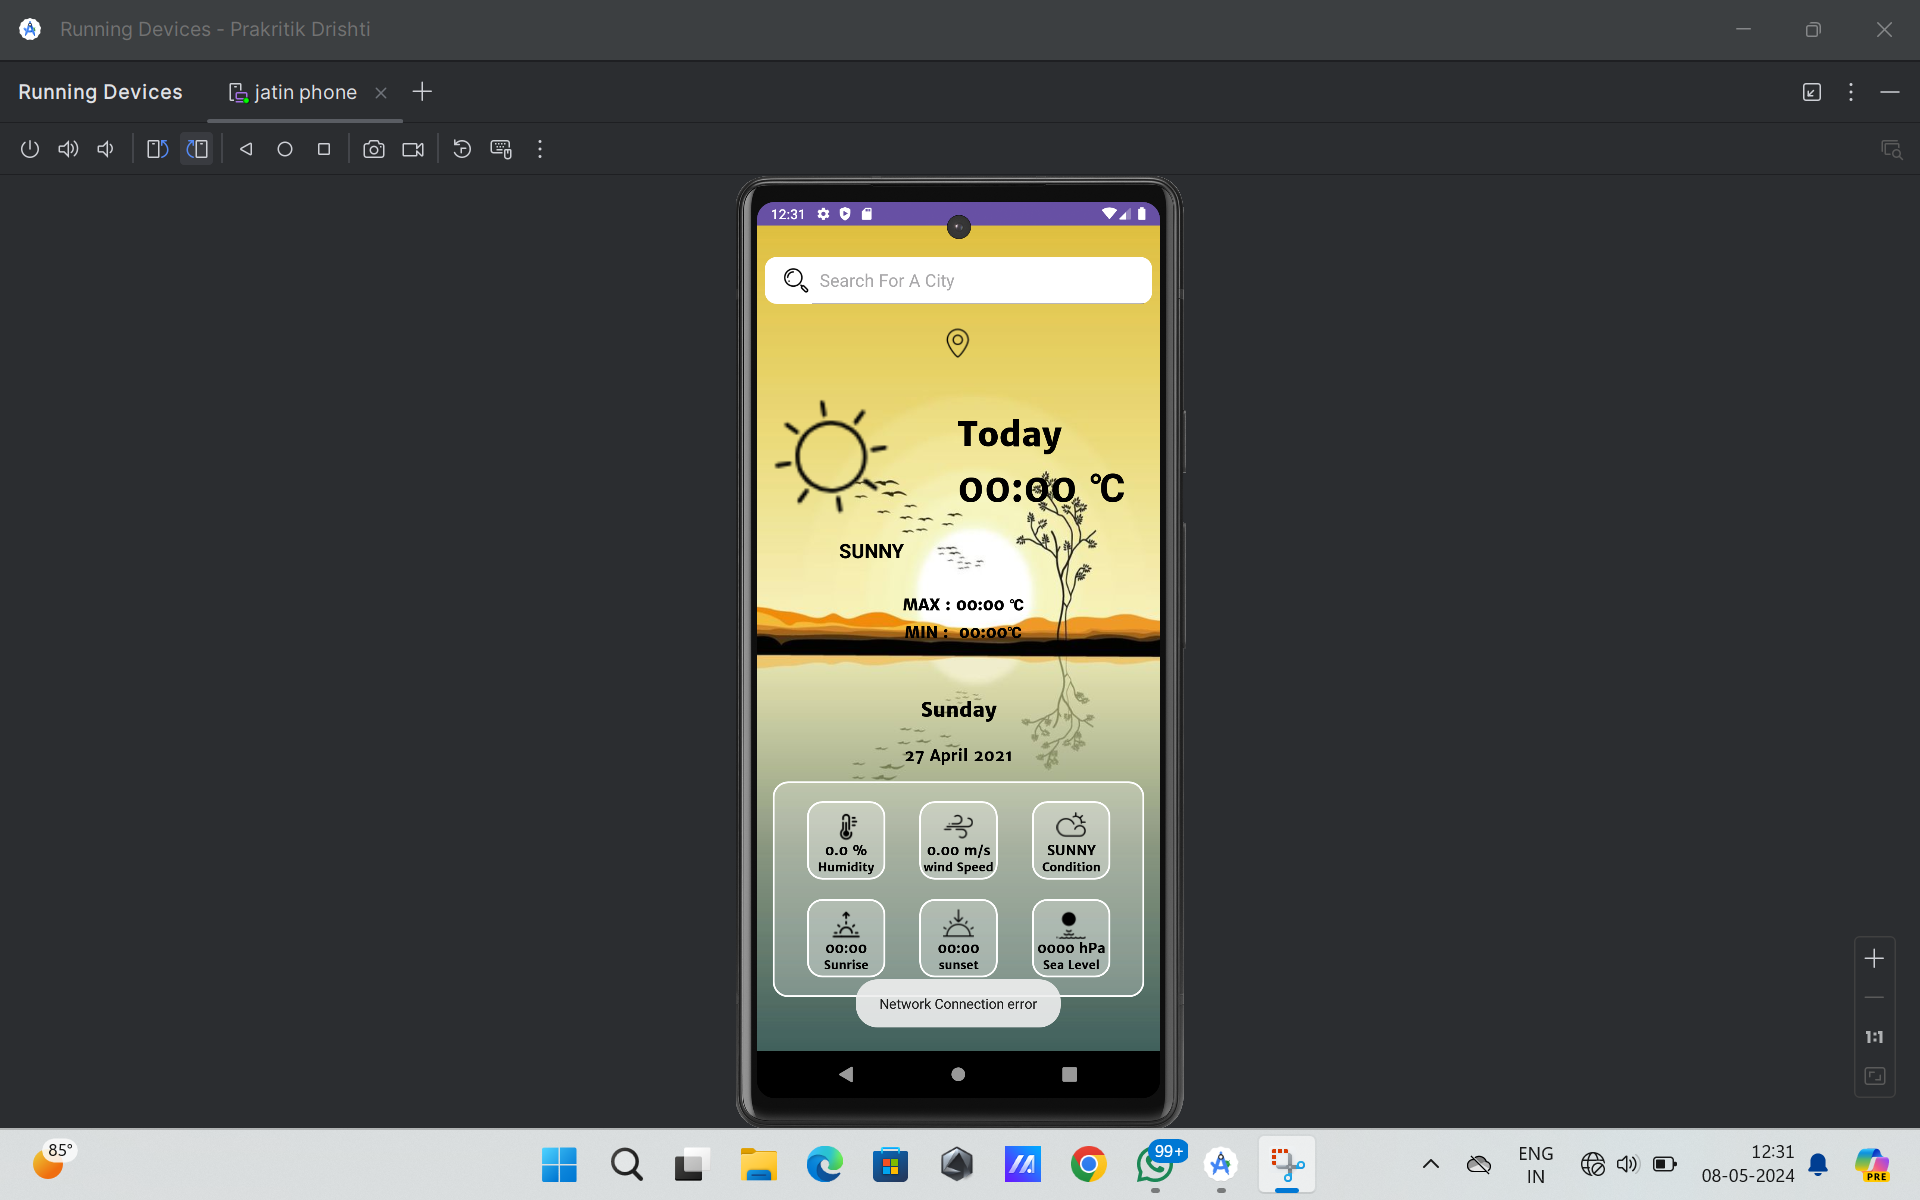 Running Devices - Prakritik Drishti
Running Devices
jatin phone
12:31
Search For A City
Today
00:00 ℃
SUNNY
MAX : 00:00 ℃
MIN :  00:00℃
Sunday
27 April 2021
0.0 %
Humidity
0.00 m/s
wind Speed
SUNNY
Condition
00:00
Sunrise
00:00
sunset
0000 hPa
Sea Level
Network Connection error
1:1
85°
99+
ENG
IN
12:31
08-05-2024
PRE